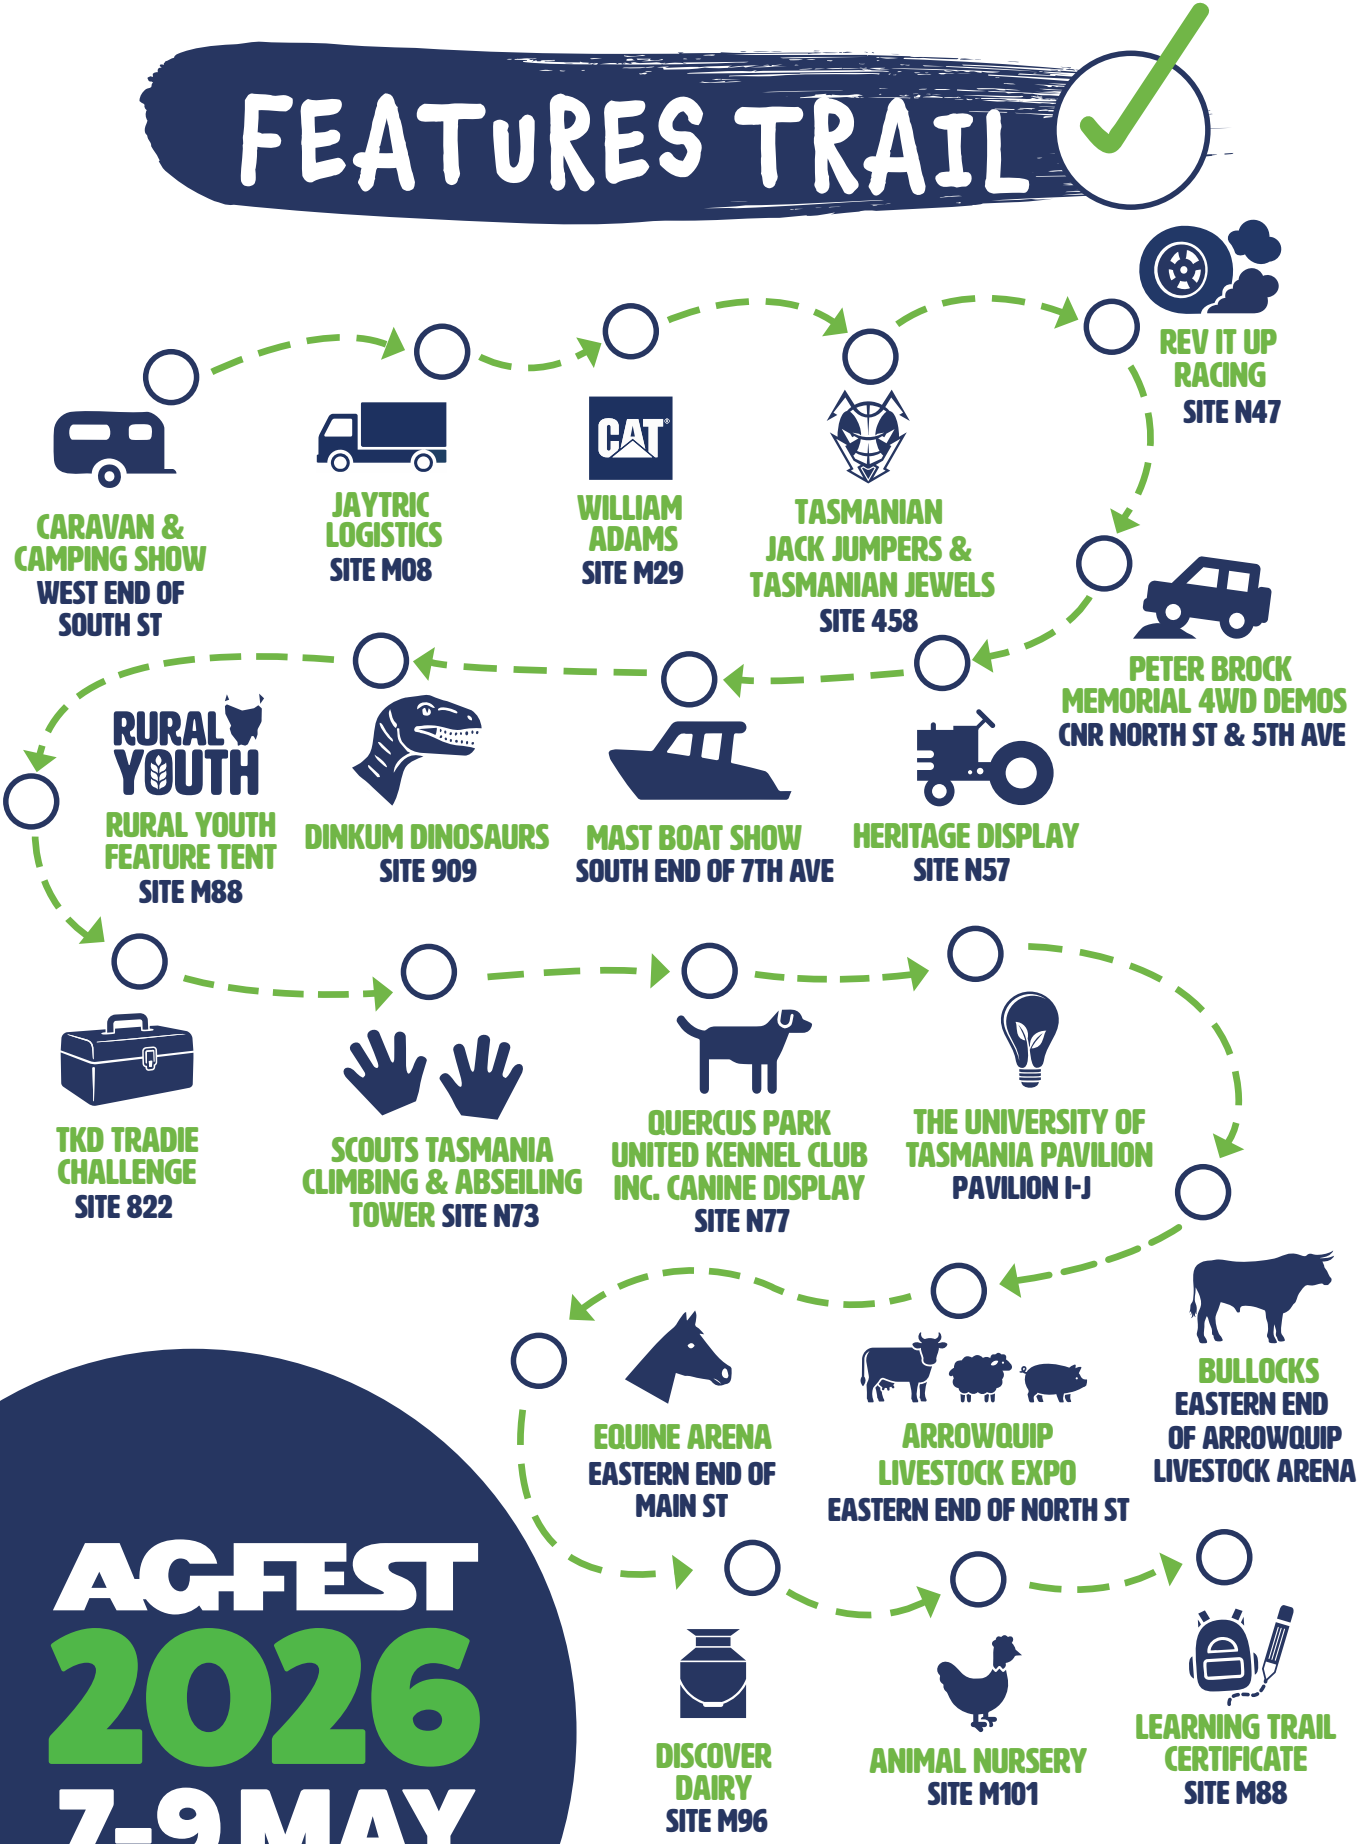 FEATURES TRAIL
REV IT UP
RACING
SITE N47
CARAVAN &
CAMPING SHOW
WEST END OF
SOUTH ST
JAYTRIC
LOGISTICS
SITE M08
CAT®
WILLIAM
ADAMS
SITE M29
TASMANIAN
JACK JUMPERS &
TASMANIAN JEWELS
SITE 458
PETER BROCK
MEMORIAL 4WD DEMOS
CNR NORTH ST & 5TH AVE
RURAL
YOUTH
RURAL YOUTH
FEATURE TENT
SITE M88
DINKUM DINOSAURS
SITE 909
MAST BOAT SHOW
SOUTH END OF 7TH AVE
HERITAGE DISPLAY
SITE N57
TKD TRADIE
CHALLENGE
SITE 822
SCOUTS TASMANIA
CLIMBING & ABSEILING
TOWER SITE N73
QUERCUS PARK
UNITED KENNEL CLUB
INC. CANINE DISPLAY
SITE N77
THE UNIVERSITY OF
TASMANIA PAVILION
PAVILION I-J
BULLOCKS
EASTERN END
OF ARROWQUIP
LIVESTOCK ARENA
EQUINE ARENA
EASTERN END OF
MAIN ST
ARROWQUIP
LIVESTOCK EXPO
EASTERN END OF NORTH ST
DISCOVER
DAIRY
SITE M96
ANIMAL NURSERY
SITE M101
LEARNING TRAIL
CERTIFICATE
SITE M88
AGFEST
2026
7-9 MAY